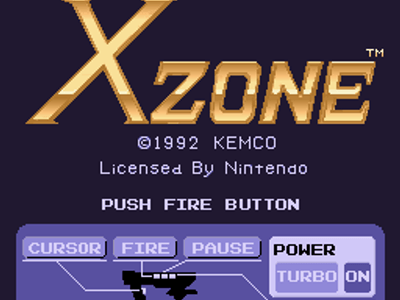 XZONE™
©1992 KEMCO
Licensed By Nintendo
PUSH FIRE BUTTON
CURSOR FIRE PAUSE POWER
TURBO ON